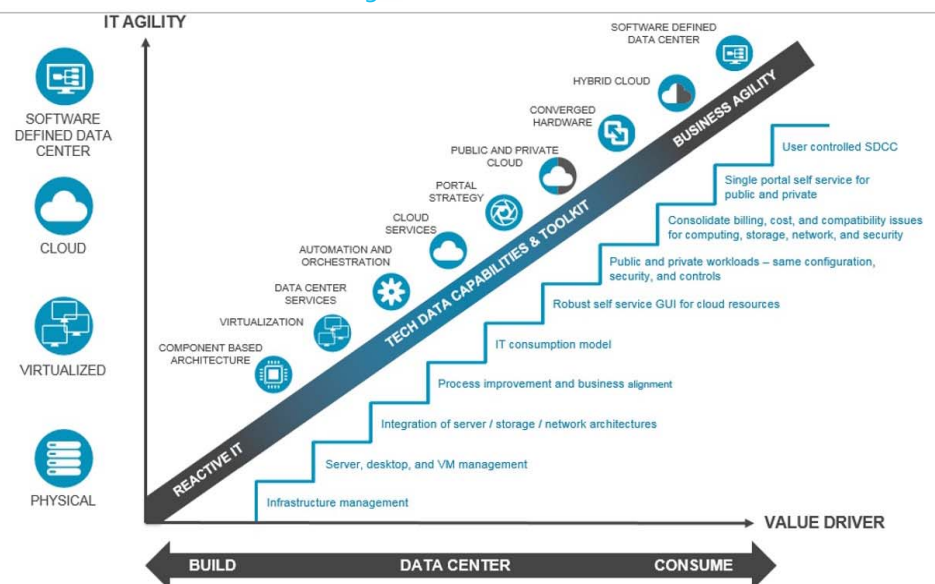 IT AGILITY
SOFTWARE
DEFINED DATA
CENTER
CLOUD
VIRTUALIZED
PHYSICAL
SOFTWARE DEFINED
DATA CENTER
HYBRID CLOUD
CONVERGED
HARDWARE
PUBLIC AND PRIVATE
CLOUD
PORTAL
STRATEGY
CLOUD
SERVICES
AUTOMATION AND
ORCHESTRATION
DATA CENTER
SERVICES
VIRTUALIZATION
COMPONENT BASED
ARCHITECTURE
REACTIVE IT
TECH DATA CAPABILITIES & TOOLKIT
BUSINESS AGILITY
User controlled SDCC
Single portal self service for
public and private
Consolidate billing, cost, and compatibility issues
for computing, storage, network, and security
Public and private workloads – same configuration,
security, and controls
Robust self service GUI for cloud resources
IT consumption model
Process improvement and business alignment
Integration of server / storage / network architectures
Server, desktop, and VM management
Infrastructure management
VALUE DRIVER
BUILD
DATA CENTER
CONSUME